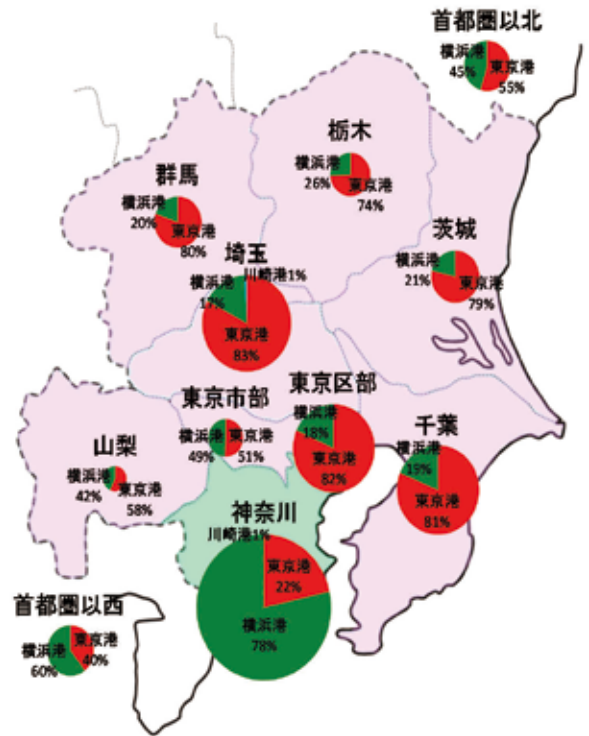 首都圏以北
横浜港
45%
東京港
55%
栃木
横浜港
26%
東京港
74%
群馬
横浜港
20%
東京港
80%
茨城
横浜港
21%
東京港
79%
埼玉
川崎港1%
横浜港
17%
東京港
83%
東京市部
横浜港
49%
東京港
51%
東京区部
横浜港
18%
東京港
82%
千葉
横浜港
19%
東京港
81%
山梨
横浜港
42%
東京港
58%
神奈川
川崎港1%
東京港
22%
横浜港
78%
首都圏以西
横浜港
60%
東京港
40%